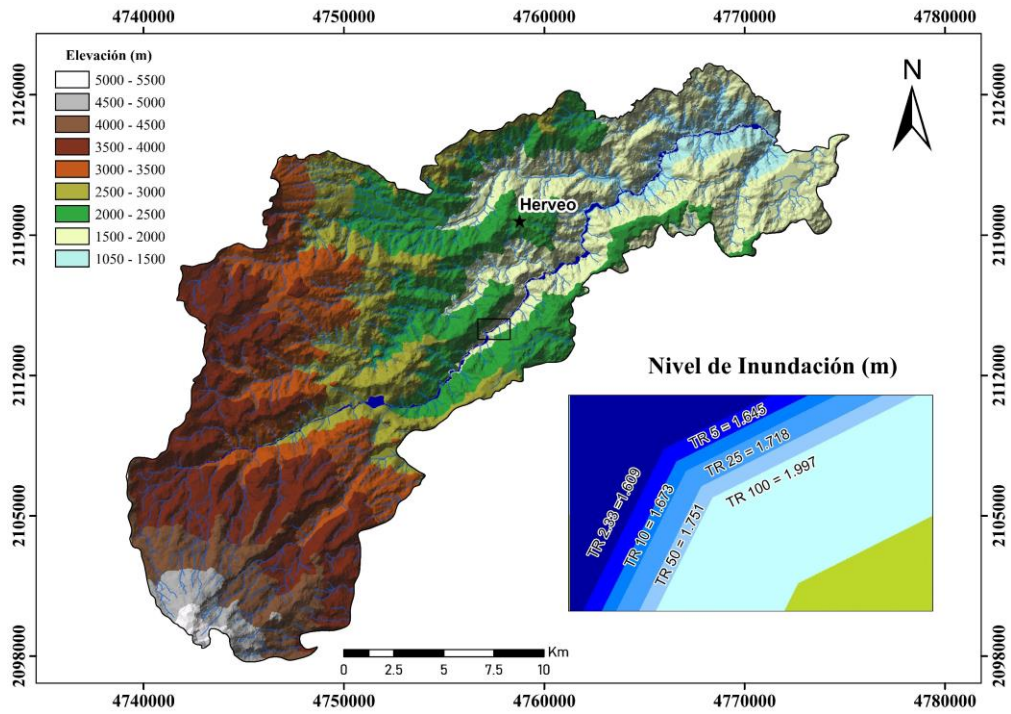 4740000 4750000 4760000 4770000 4780000
Elevación (m)
5000 - 5500
4500 - 5000
4000 - 4500
3500 - 4000
3000 - 3500
2500 - 3000
2000 - 2500
1500 - 2000
1050 - 1500
N
Herveo
2126000
2119000
2112000
2105000
2098000
2126000
2119000
2112000
2105000
2098000
Nivel de Inundación (m)
TR 2.33 =1.609
TR 5 = 1.645
TR 10 = 1.673
TR 25 = 1.718
TR 50 = 1.751
TR 100 = 1.997
Km
0 2.5 5 7.5 10
4740000 4750000 4760000 4770000 4780000